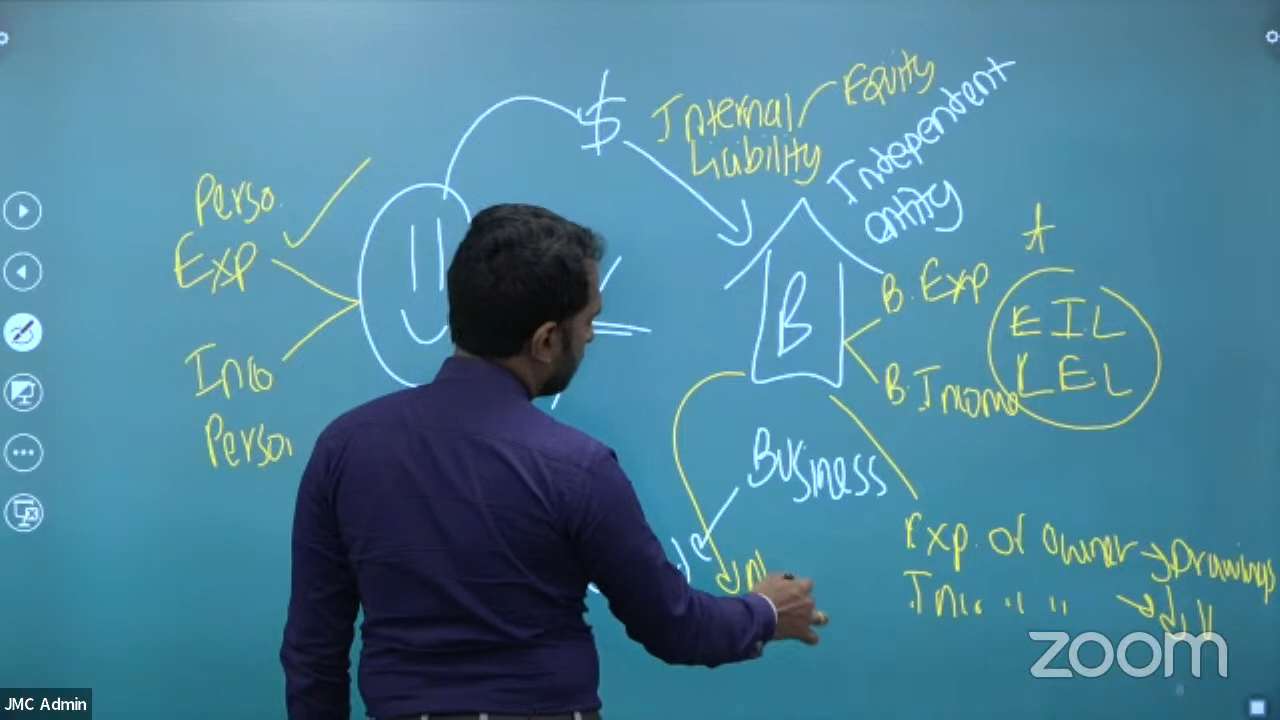 $
Internal
Liability
Equity
Independent
entity
Perso.
Exp
Inco
Person
B
B. Exp
B. Income
EIL
LEL
Business
Exp. of owner → Drawings
Inc. " " →
zoom
JMC Admin